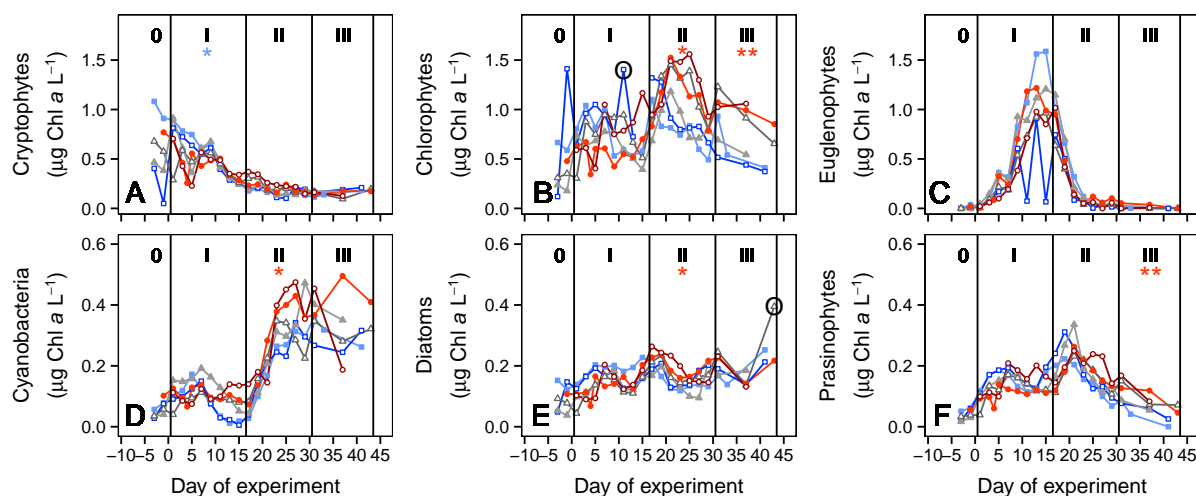 Cryptophytes
(µg Chl a L⁻¹)
0 I II III
*
1.5
1.0
0.5
0.0
A
Chlorophytes
(µg Chl a L⁻¹)
0 I II III
* **
1.5
1.0
0.5
0.0
B
Euglenophytes
(µg Chl a L⁻¹)
0 I II III
1.5
1.0
0.5
0.0
C
Cyanobacteria
(µg Chl a L⁻¹)
0 I II III
*
0.6
0.4
0.2
0.0
D
−10 −5 0 5 10 15 20 25 30 35 40 45
Day of experiment
Diatoms
(µg Chl a L⁻¹)
0 I II III
*
0.6
0.4
0.2
0.0
E
−10 −5 0 5 10 15 20 25 30 35 40 45
Day of experiment
Prasinophytes
(µg Chl a L⁻¹)
0 I II III
**
0.6
0.4
0.2
0.0
F
−10 −5 0 5 10 15 20 25 30 35 40 45
Day of experiment